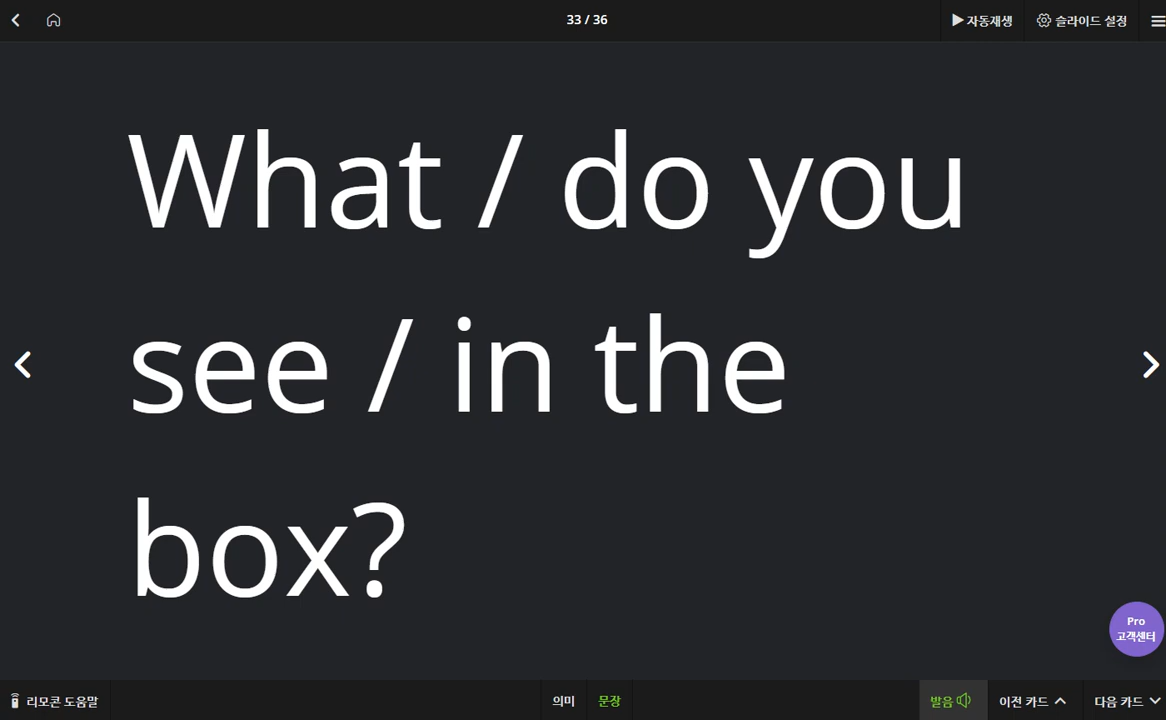 33 / 36
자동재생
슬라이드 설정
What / do you
see / in the
box?
Pro
고객센터
리모콘 도움말
의미
문장
발음
이전 카드
다음 카드